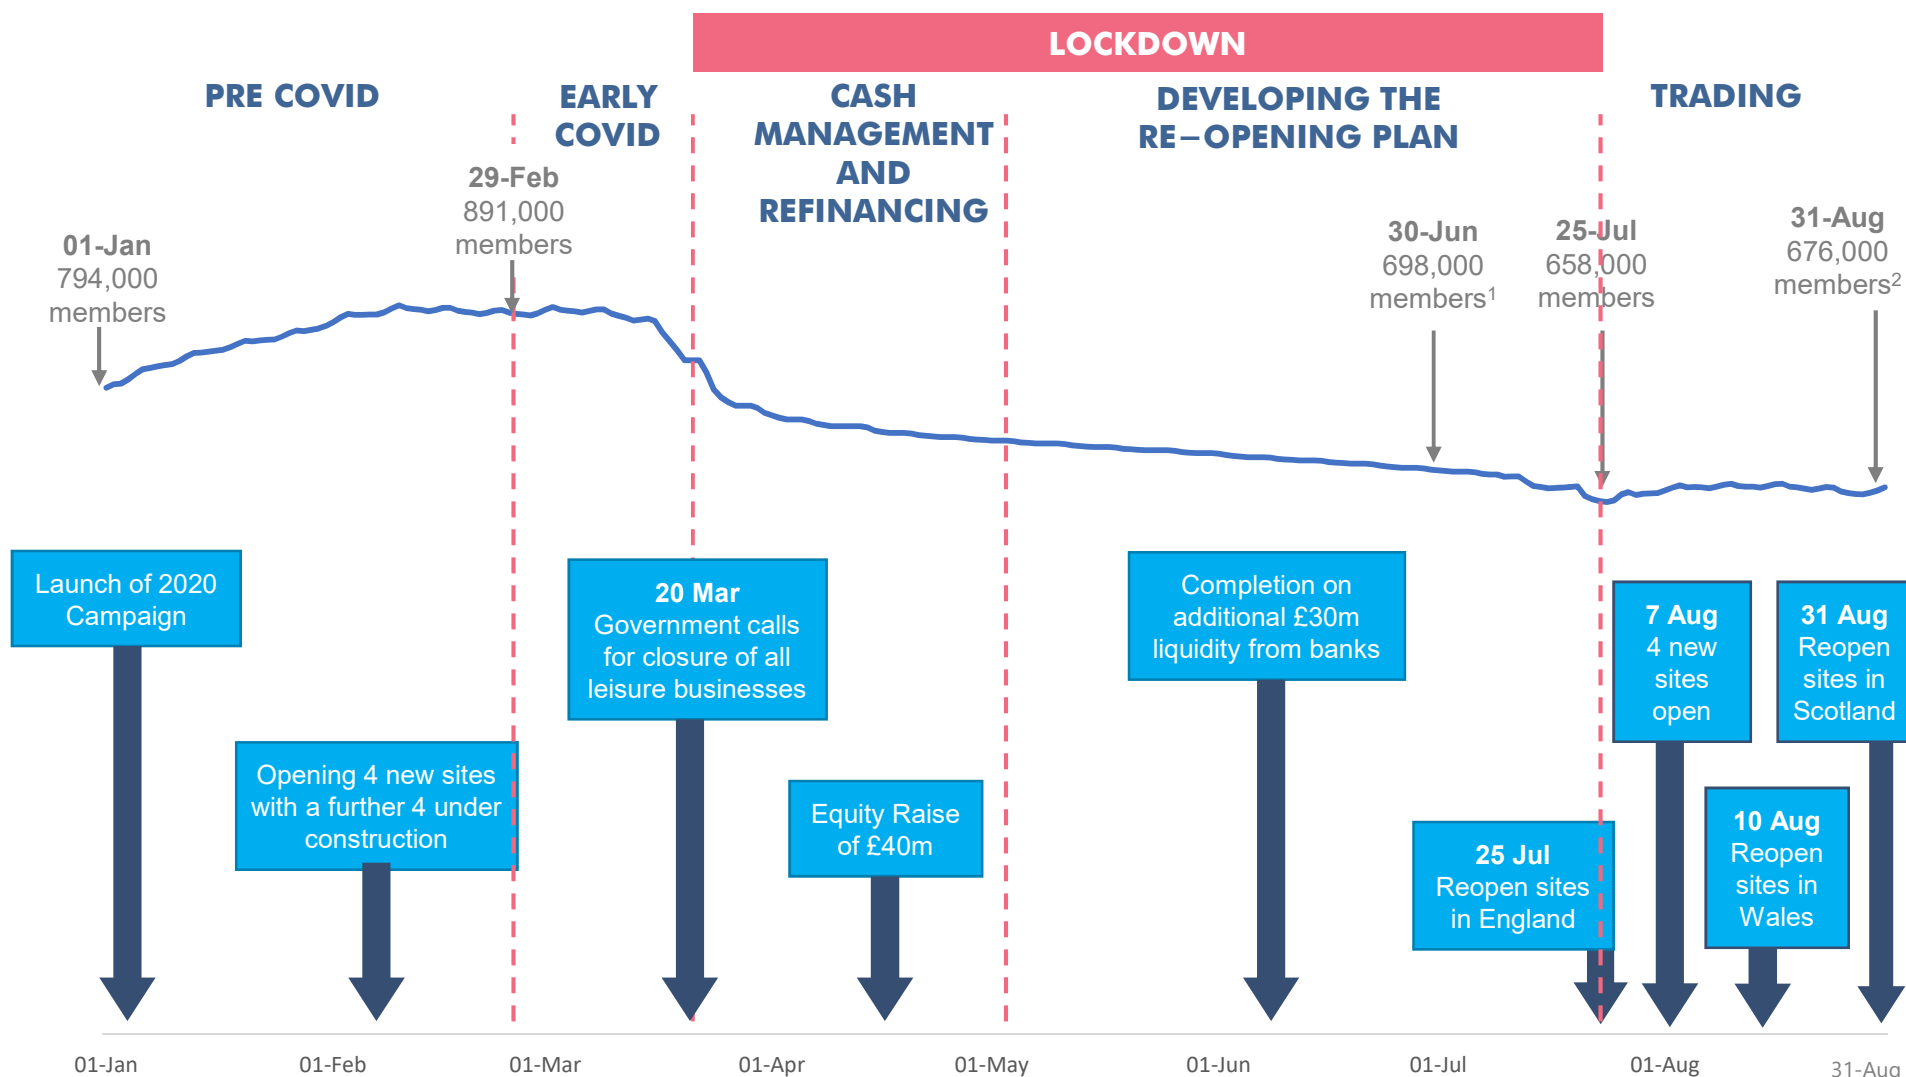 LOCKDOWN
PRE COVID
EARLY
COVID
CASH
MANAGEMENT
AND
REFINANCING
DEVELOPING THE
RE–OPENING PLAN
TRADING
01-Jan
794,000
members
29-Feb
891,000
members
30-Jun
698,000
members¹
25-Jul
658,000
members
31-Aug
676,000
members²
Launch of 2020
Campaign
Opening 4 new sites
with a further 4 under
construction
20 Mar
Government calls
for closure of all
leisure businesses
Equity Raise
of £40m
Completion on
additional £30m
liquidity from banks
25 Jul
Reopen sites
in England
7 Aug
4 new
sites
open
10 Aug
Reopen
sites in
Wales
31 Aug
Reopen
sites in
Scotland
01-Jan
01-Feb
01-Mar
01-Apr
01-May
01-Jun
01-Jul
01-Aug
31-Aug